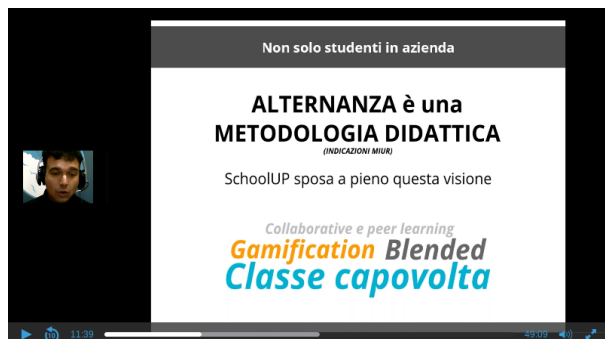 Non solo studenti in azienda
ALTERNANZA è una
METODOLOGIA DIDATTICA
(INDICAZIONI MIUR)
SchoolUP sposa a pieno questa visione
Collaborative e peer learning
Gamification Blended
Classe capovolta
10
11:39
49:09